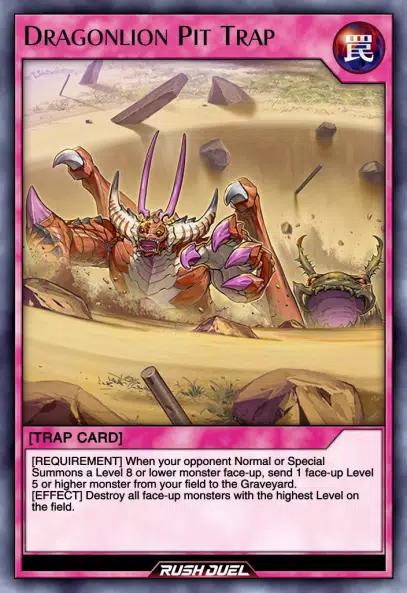 DRAGONLION PIT TRAP
罠
[TRAP CARD]
[REQUIREMENT] When your opponent Normal or Special
Summons a Level 8 or lower monster face-up, send 1 face-up Level
5 or higher monster from your field to the Graveyard.
[EFFECT] Destroy all face-up monsters with the highest Level on
the field.
RUSH DUEL